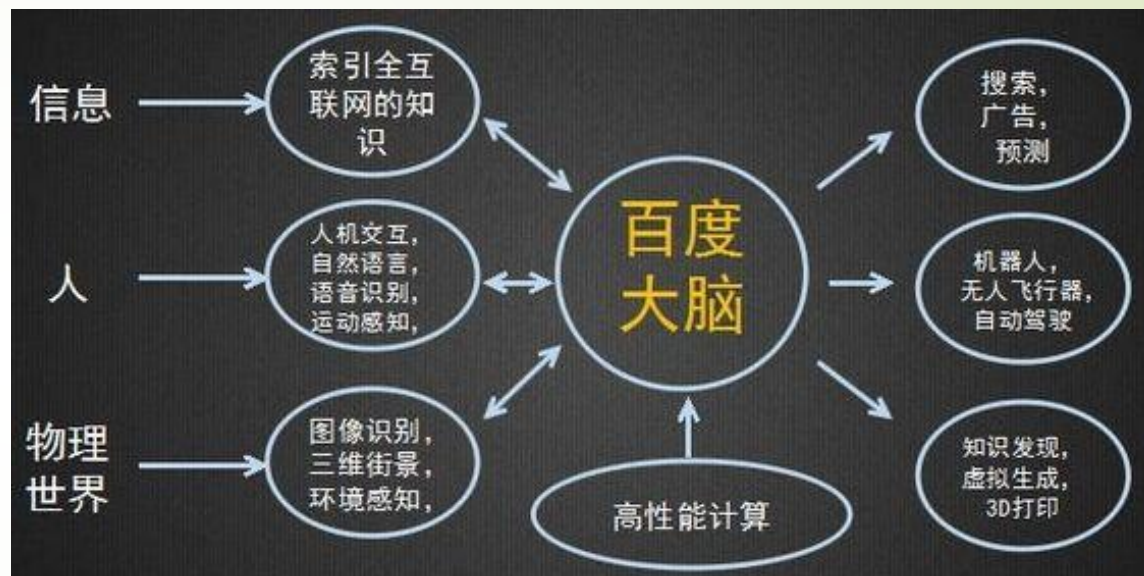 信息
索引全互
联网的知
识
人
人机交互,
自然语言,
语音识别,
运动感知,
物理
世界
图像识别,
三维街景,
环境感知,
百度
大脑
高性能计算
搜索,
广告,
预测
机器人,
无人飞行器,
自动驾驶
知识发现,
虚拟生成,
3D打印